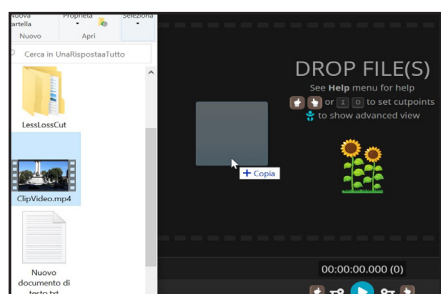 Nuova
cartella
Nuovo
Proprietà
Apri
Seleziona
Cerca in UnaRispostaTutto
LessLossCut
ClipVideo.mp4
Nuovo
documento di
testo.txt
DROP FILE(S)
See Help menu for help
or I O to set cutpoints
to show advanced view
+ Copia
00:00:00.000 (0)